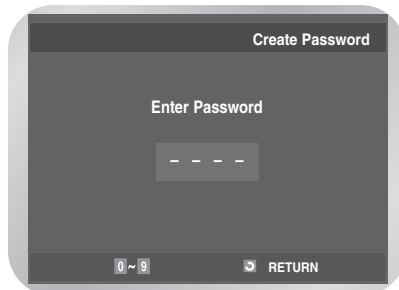 Create Password
Enter Password
– – – –
0 ~ 9 RETURN